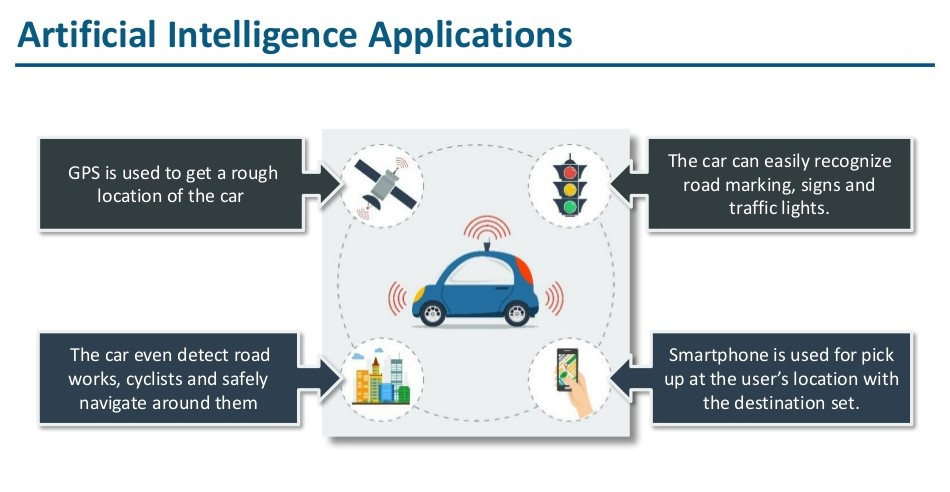 Artificial Intelligence Applications
GPS is used to get a rough
location of the car
The car can easily recognize
road marking, signs and
traffic lights.
The car even detect road
works, cyclists and safely
navigate around them
Smartphone is used for pick
up at the user's location with
the destination set.